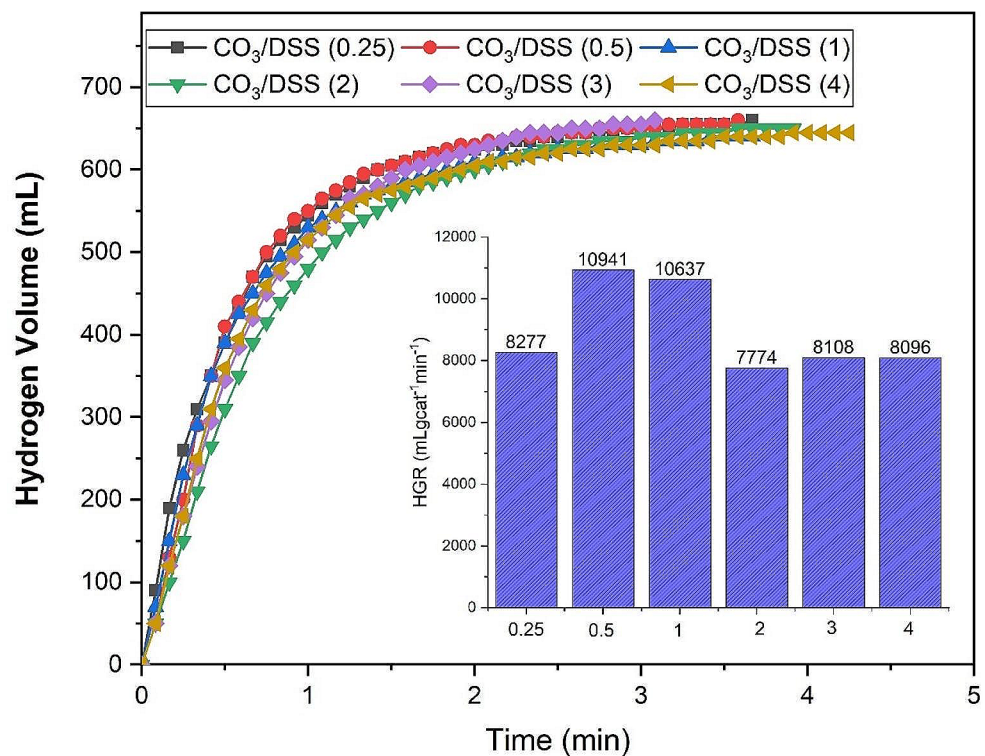 CO₃/DSS (0.25) CO₃/DSS (0.5) CO₃/DSS (1)
CO₃/DSS (2) CO₃/DSS (3) CO₃/DSS (4)
Hydrogen Volume (mL)
700
600
500
400
300
200
100
0
0 1 2 3 4 5
Time (min)
HGR (mLgcat⁻¹min⁻¹)
12000
10000
8000
6000
4000
2000
0
8277 10941 10637 7774 8108 8096
0.25 0.5 1 2 3 4